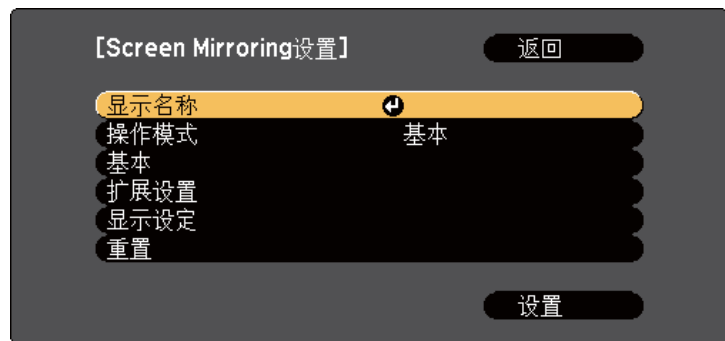 [Screen Mirroring设置] 返回
显示名称
操作模式 基本
基本
扩展设置
显示设定
重置
设置